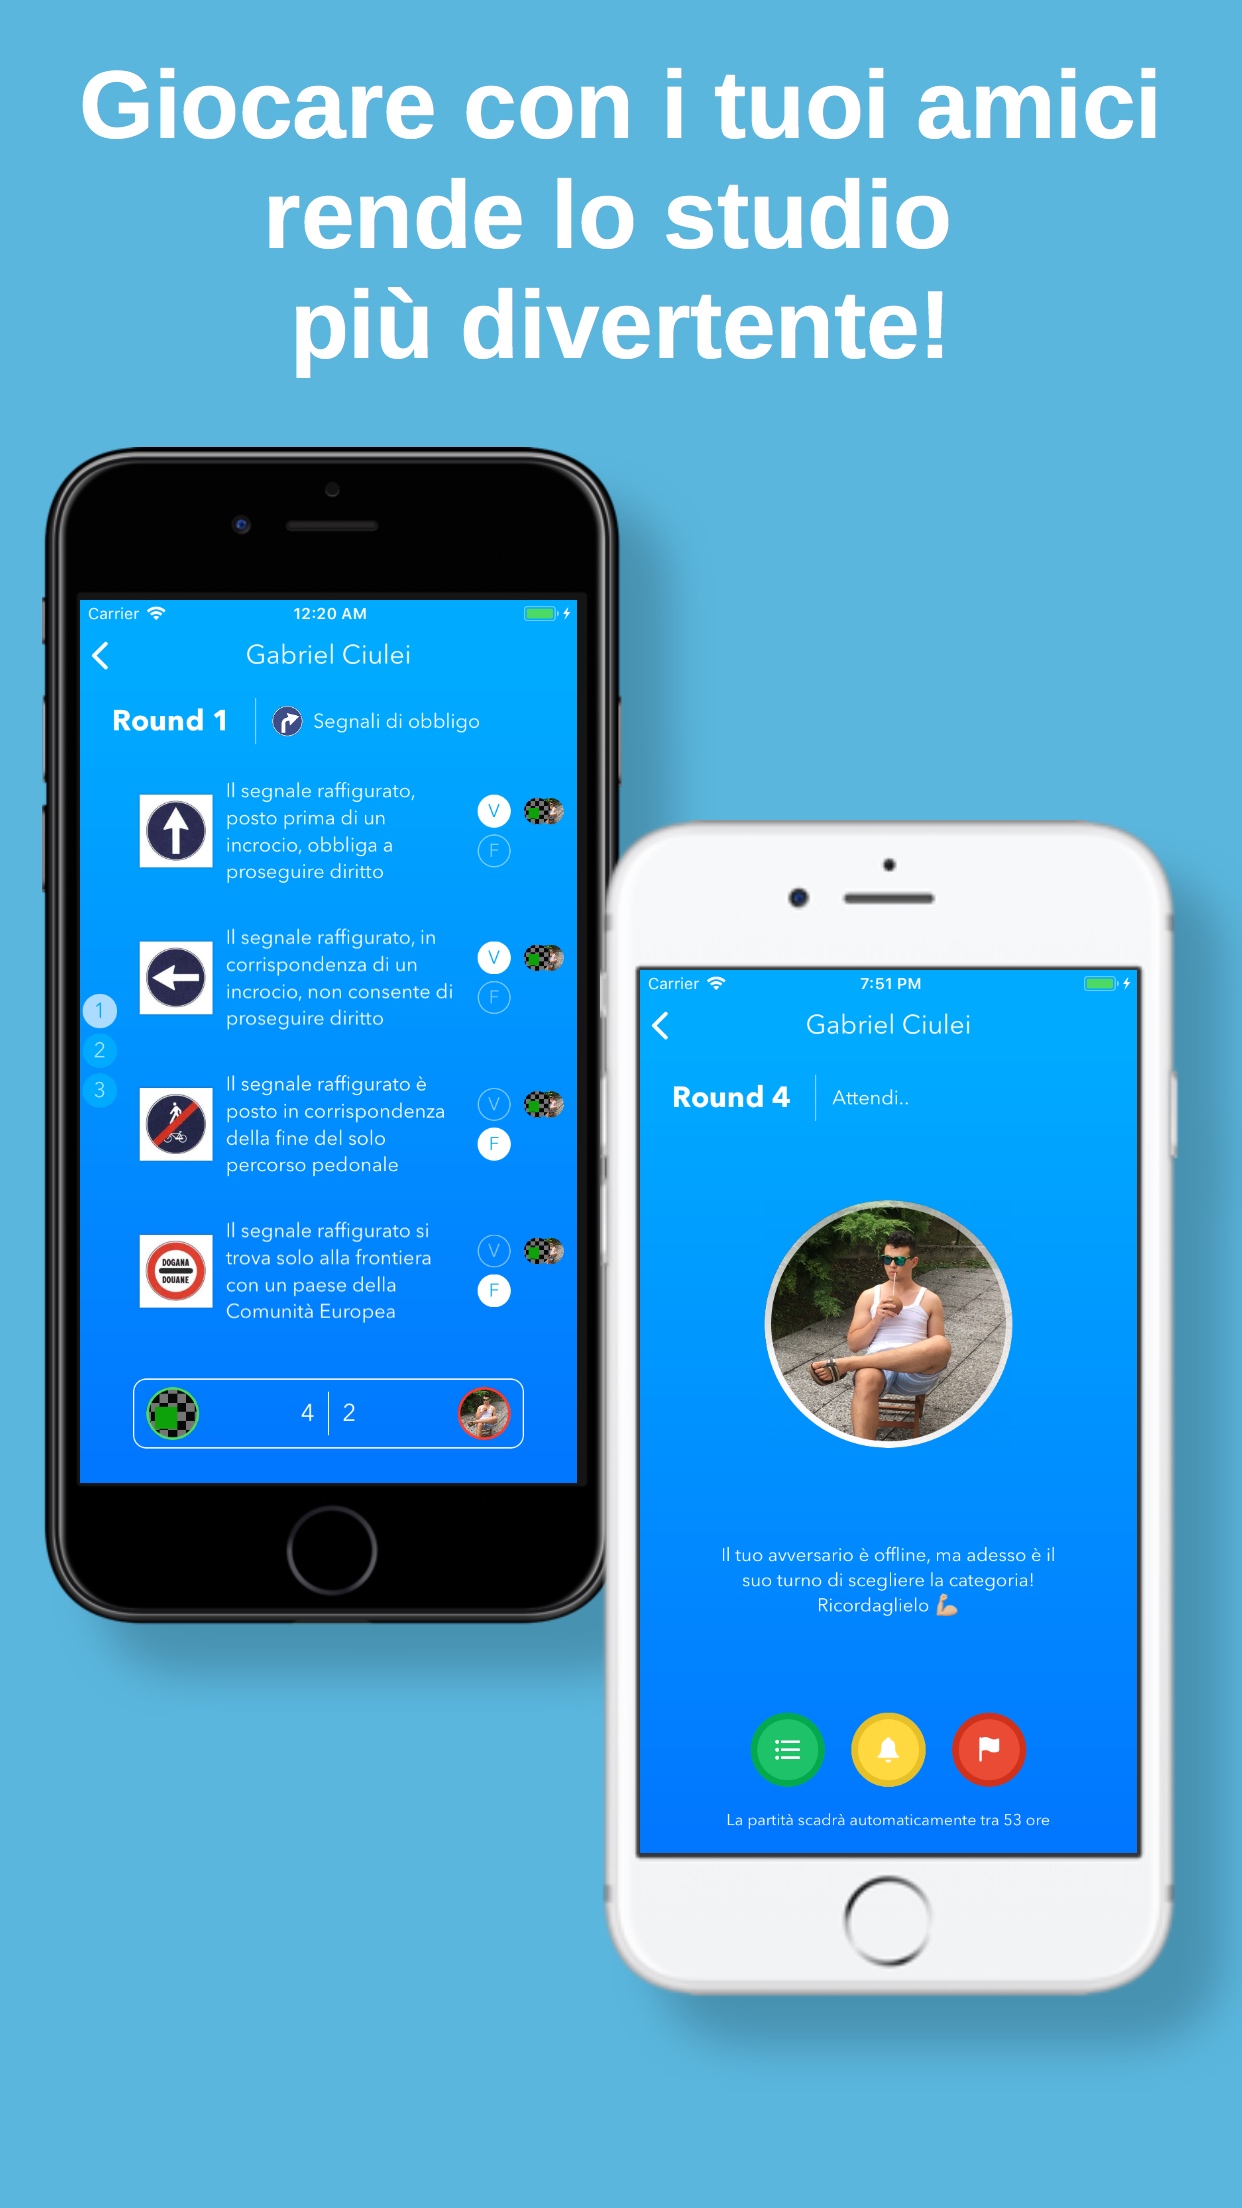 Giocare con i tuoi amici
rende lo studio
più divertente!
Carrier
12:20 AM
Gabriel Ciulei
Round 1
Segnali di obbligo
Il segnale raffigurato,
posto prima di un
incrocio, obbliga a
proseguire diritto
V
F
Il segnale raffigurato, in
corrispondenza di un
incrocio, non consente di
proseguire diritto
V
F
1
2
3
Il segnale raffigurato è
posto in corrispondenza
della fine del solo
percorso pedonale
V
F
DOGANA
DOUANE
Il segnale raffigurato si
trova solo alla frontiera
con un paese della
Comunità Europea
V
F
4
2
Carrier
7:51 PM
Gabriel Ciulei
Round 4
Attendi..
Il tuo avversario è offline, ma adesso è il
suo turno di scegliere la categoria!
Ricordaglielo 💪🏼
La partità scadrà automaticamente tra 53 ore